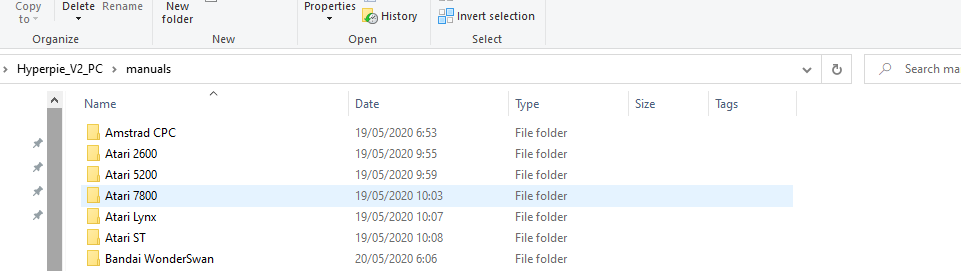 Copy to Delete Rename New folder Properties History Invert selection
Organize New Open Select
Hyperpie_V2_PC manuals Search ma
Name Date Type Size Tags
Amstrad CPC 19/05/2020 6:53 File folder
Atari 2600 19/05/2020 9:55 File folder
Atari 5200 19/05/2020 9:59 File folder
Atari 7800 19/05/2020 10:03 File folder
Atari Lynx 19/05/2020 10:07 File folder
Atari ST 19/05/2020 10:08 File folder
Bandai WonderSwan 20/05/2020 6:06 File folder